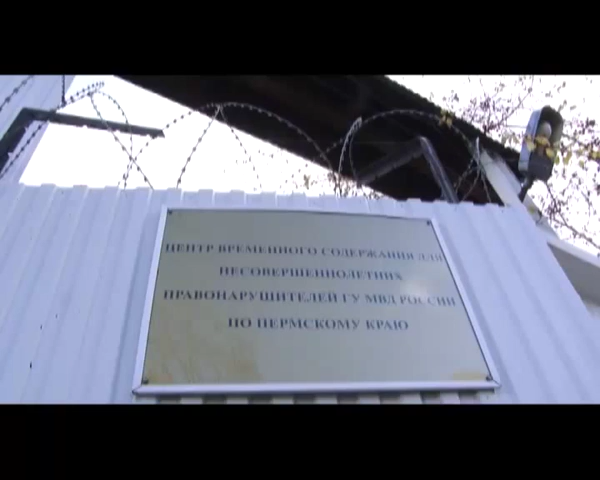 ЦЕНТР ВРЕМЕННОГО СОДЕРЖАНИЯ ДЛЯ
НЕСОВЕРШЕННОЛЕТНИХ
ПРАВОНАРУШИТЕЛЕЙ ГУ МВД РОССИИ
ПО ПЕРМСКОМУ КРАЮ